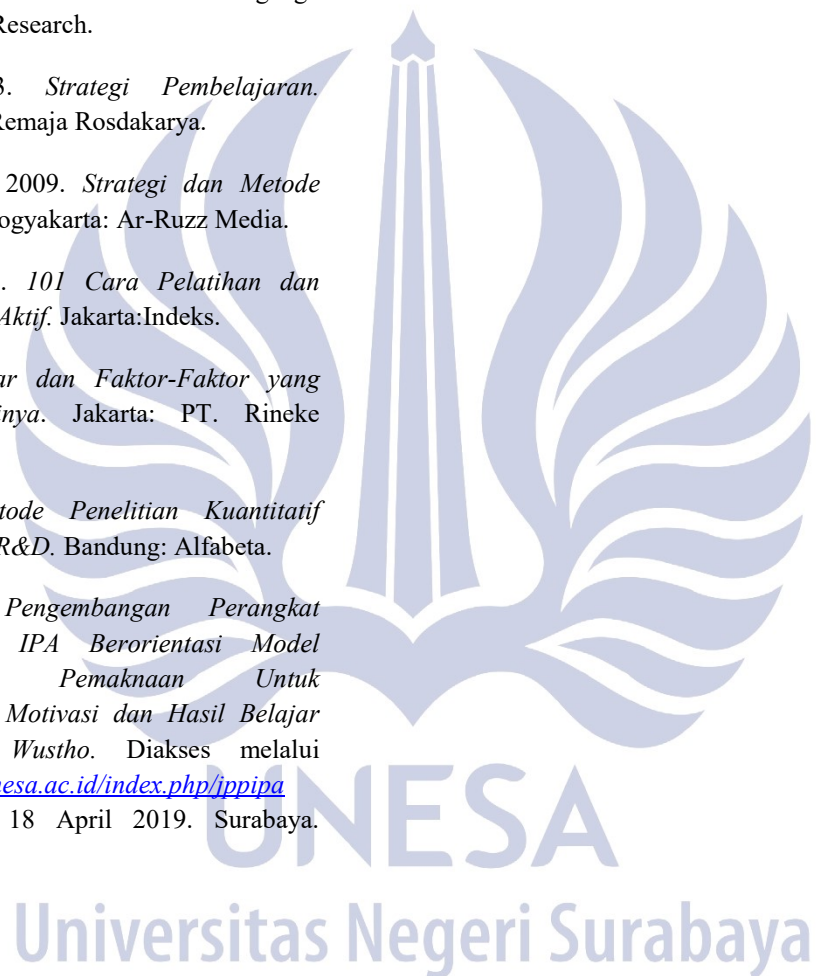 Research.
3. Strategi Pembelajaran.
Remaja Rosdakarya.
2009. Strategi dan Metode
ogyakarta: Ar-Ruzz Media.
. 101 Cara Pelatihan dan
Aktif. Jakarta:Indeks.
ar dan Faktor-Faktor yang
inya. Jakarta: PT. Rineke
tode Penelitian Kuantitatif
R&D. Bandung: Alfabeta.
Pengembangan Perangkat
IPA Berorientasi Model
Pemaknaan Untuk
Motivasi dan Hasil Belajar
Wustho. Diakses melalui
nesa.ac.id/index.php/jppipa
18 April 2019. Surabaya.
UNESA
Universitas Negeri Surabaya